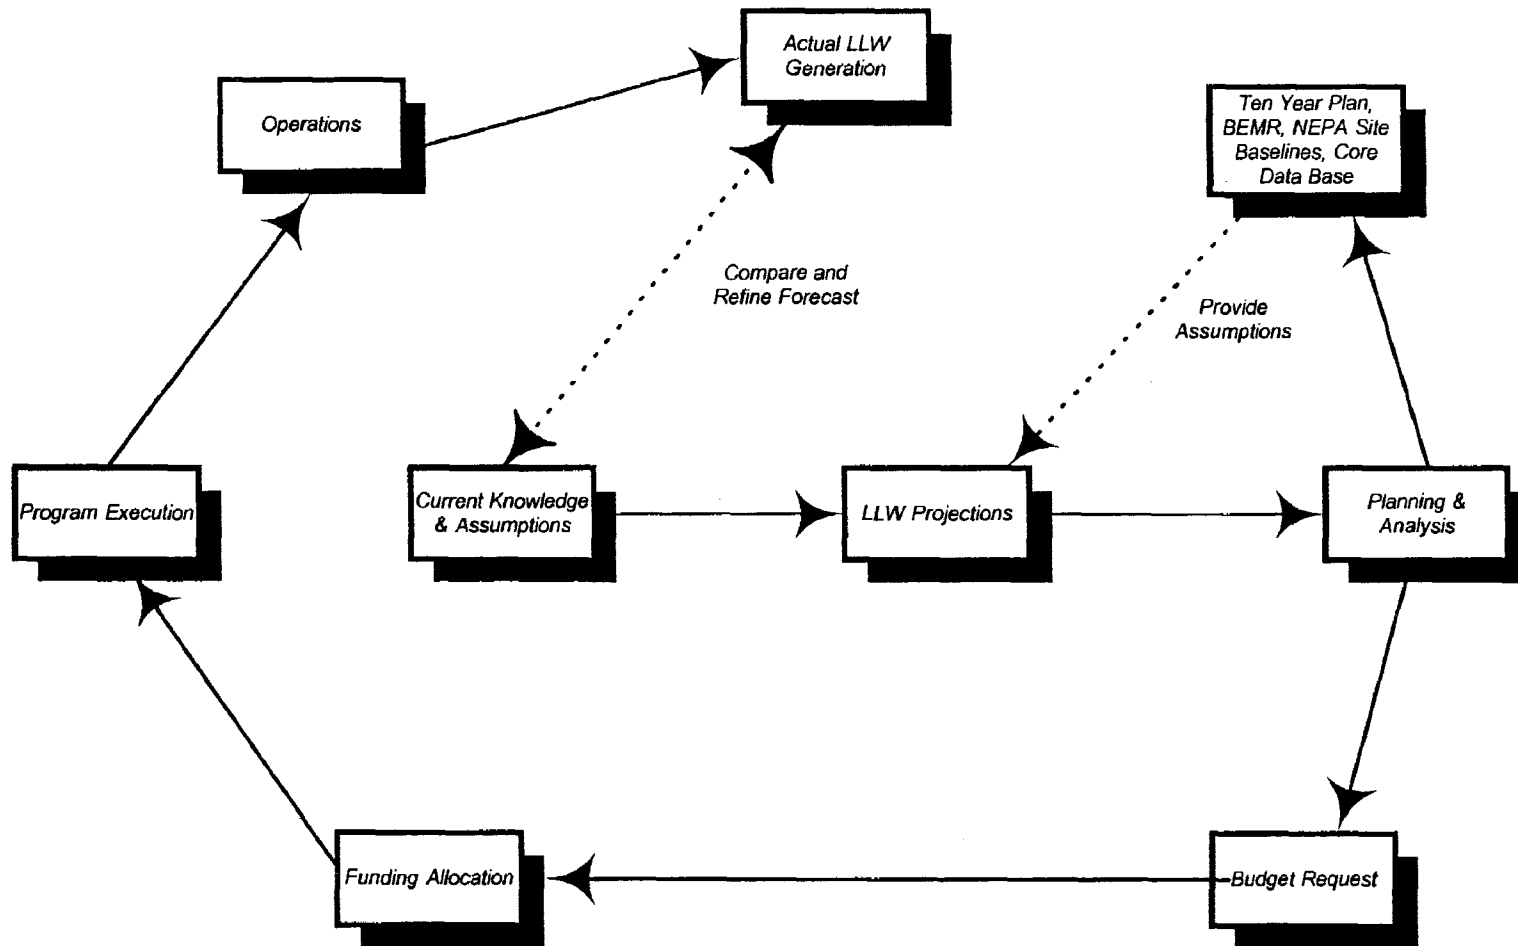 Actual LLW
Generation
Operations
Ten Year Plan,
BEMR, NEPA Site
Baselines, Core
Data Base
Compare and
Refine Forecast
Provide
Assumptions
Program Execution
Current Knowledge
& Assumptions
LLW Projections
Planning &
Analysis
Funding Allocation
Budget Request